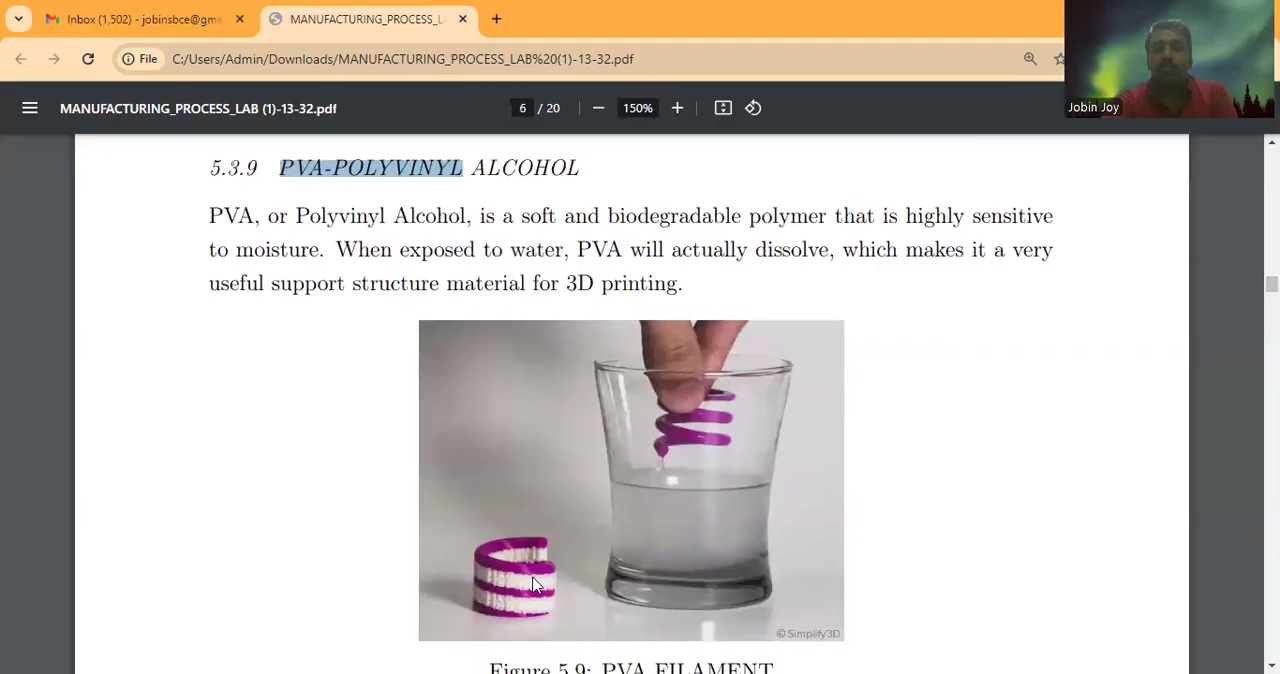 Inbox (1,502) - jobinsbce@gm
MANUFACTURING_PROCESS_L
File
C:/Users/Admin/Downloads/MANUFACTURING_PROCESS_LAB%20(1)-13-32.pdf
Jobin Joy
MANUFACTURING_PROCESS_LAB (1)-13-32.pdf
6 / 20
150%
5.3.9 PVA-POLYVINYL ALCOHOL
PVA, or Polyvinyl Alcohol, is a soft and biodegradable polymer that is highly sensitive
to moisture. When exposed to water, PVA will actually dissolve, which makes it a very
useful support structure material for 3D printing.
© Simplify3D
Figure 5.9: PVA FILAMENT